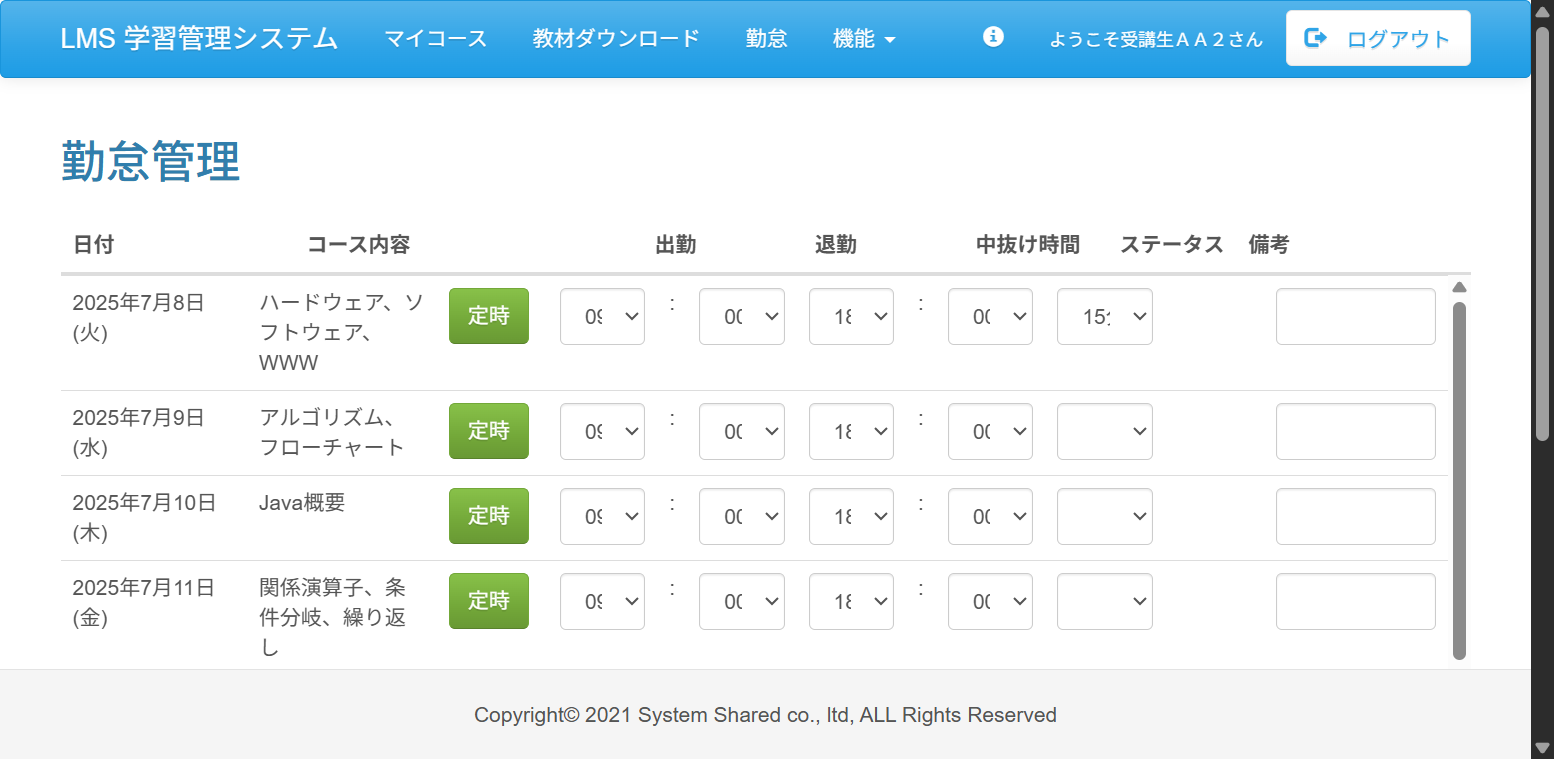 LMS 学習管理システム マイコース 教材ダウンロード 勤怠 機能 ようこそ受講生ＡＡ２さん ログアウト
勤怠管理
日付 コース内容 出勤 退勤 中抜け時間 ステータス 備考
2025年7月8日 ハードウェア、ソ 定時 09 : 00 18 : 00 15
(火) フトウェア、
WWW
2025年7月9日 アルゴリズム、 定時 09 : 00 18 : 00
(水) フローチャート
2025年7月10日 Java概要 定時 09 : 00 18 : 00
(木)
2025年7月11日 関係演算子、条 定時 09 : 00 18 : 00
(金) 件分岐、繰り返
し
Copyright© 2021 System Shared co., ltd, ALL Rights Reserved